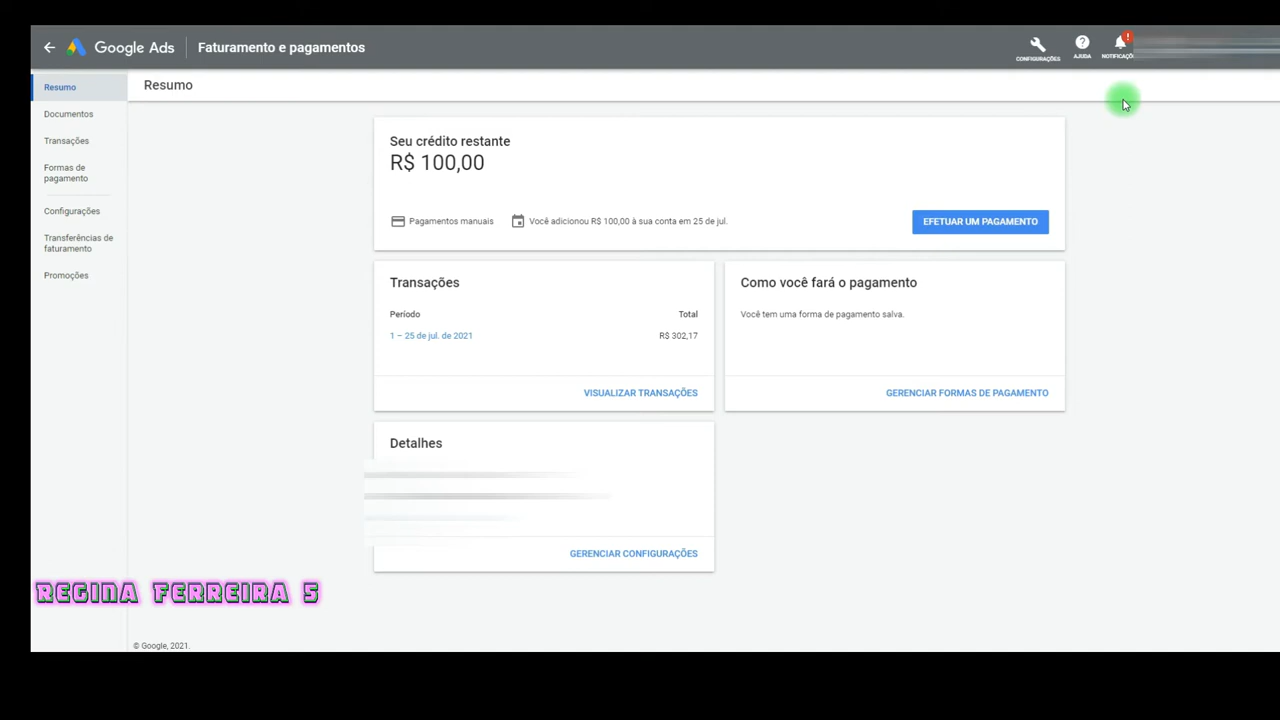 Google Ads
Faturamento e pagamentos
CONFIGURAÇÕES
AJUDA
!
Resumo
Documentos
Transações
Formas de
pagamento
Configurações
Transferências de
faturamento
Promoções
Resumo
Seu crédito restante
R$ 100,00
Pagamentos manuais
Você adicionou R$ 100,00 à sua conta em 25 de jul.
EFETUAR UM PAGAMENTO
Transações
Período Total
1 – 25 de jul. de 2021 R$ 302,17
VISUALIZAR TRANSAÇÕES
Como você fará o pagamento
Você tem uma forma de pagamento salva.
GERENCIAR FORMAS DE PAGAMENTO
Detalhes
GERENCIAR CONFIGURAÇÕES
REGINA FERREIRA 5
© Google, 2021.